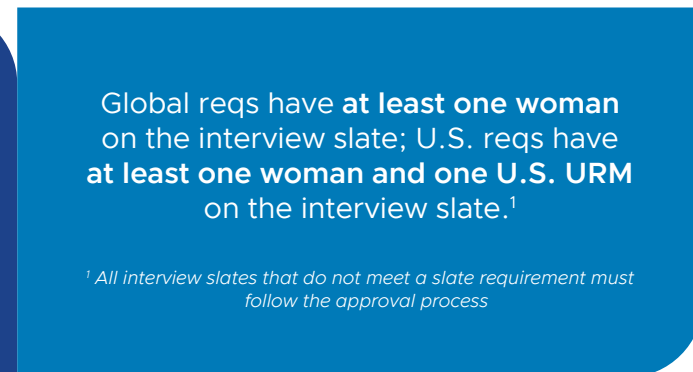 Global reqs have at least one woman
on the interview slate; U.S. reqs have
at least one woman and one U.S. URM
on the interview slate.¹
¹ All interview slates that do not meet a slate requirement must
follow the approval process